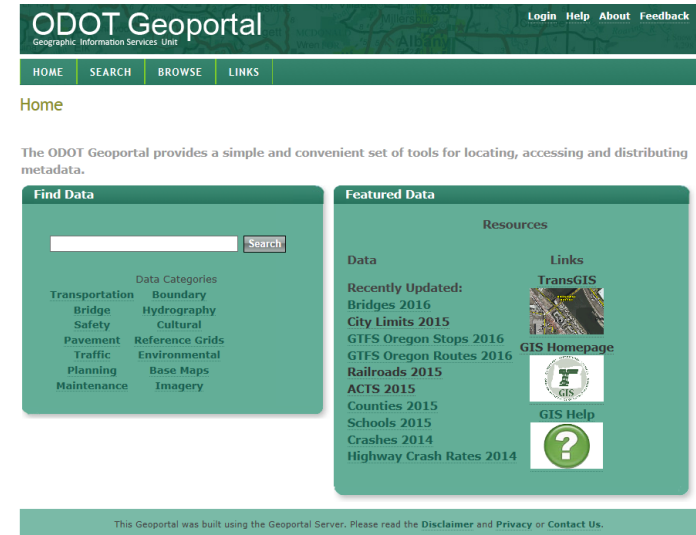 ODOT Geoportal
Geographic Information Services Unit
Login Help About Feedback
Albany
HOME SEARCH BROWSE LINKS
Home
The ODOT Geoportal provides a simple and convenient set of tools for locating, accessing and distributing
metadata.
Find Data
Search
Data Categories
Transportation Boundary
Bridge Hydrography
Safety Cultural
Pavement Reference Grids
Traffic Environmental
Planning Base Maps
Maintenance Imagery
Featured Data
Resources
Data
Recently Updated:
Bridges 2016
City Limits 2015
GTFS Oregon Stops 2016
GTFS Oregon Routes 2016
Railroads 2015
ACTS 2015
Counties 2015
Schools 2015
Crashes 2014
Highway Crash Rates 2014
Links
TransGIS
GIS Homepage
GIS
GIS Help
?
This Geoportal was built using the Geoportal Server. Please read the Disclaimer and Privacy or Contact Us.